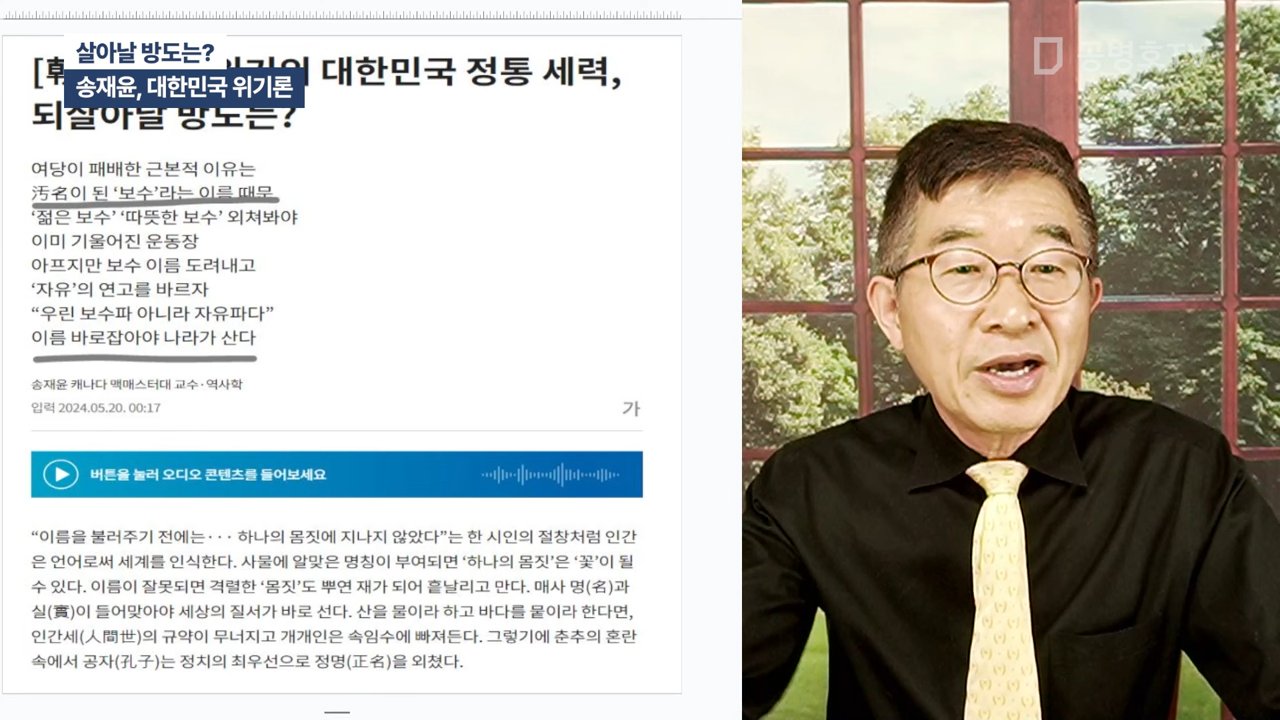 살아날 방도는?
송재윤, 대한민국 위기론
대한민국 정통 세력,
되살아날 방도는?
여당이 패배한 근본적 이유는
汚名이 된 ‘보수’라는 이름 때문
‘젊은 보수’ ‘따뜻한 보수’ 외쳐봐야
이미 기울어진 운동장
아프지만 보수 이름 도려내고
‘자유’의 연고를 바르자
“우린 보수파 아니라 자유파다”
이름 바로잡아야 나라가 산다
송재윤 캐나다 맥매스터대 교수·역사학
입력 2024.05.20. 00:17
가
버튼을 눌러 오디오 콘텐츠를 들어보세요
“이름을 불러주기 전에는··· 하나의 몸짓에 지나지 않았다”는 한 시인의 절창처럼 인간
은 언어로써 세계를 인식한다. 사물에 알맞은 명칭이 부여되면 ‘하나의 몸짓’은 ‘꽃’이 될
수 있다. 이름이 잘못되면 격렬한 ‘몸짓’도 뿌연 재가 되어 흩날리고 만다. 매사 명(名)과
실(實)이 들어맞아야 세상의 질서가 바로 선다. 산을 물이라 하고 바다를 뭍이라 한다면,
인간세(人間世)의 규약이 무너지고 개개인은 속임수에 빠져든다. 그렇기에 춘추의 혼란
속에서 공자(孔子)는 정치의 최우선으로 정명(正名)을 외쳤다.